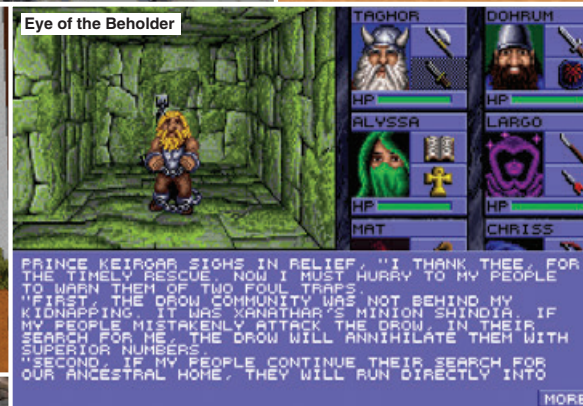 Eye of the Beholder
TAGHOR
DOHRUM
HP
HP
ALYSSA
LARGO
HP
HP
MAT
CHRISS
PRINCE KEIRGAR SIGHS IN RELIEF, "I THANK THEE, FOR
THE TIMELY RESCUE. NOW I MUST HURRY TO MY PEOPLE
TO WARN THEM OF TWO FOUL TRAPS.
"FIRST, THE DROW COMMUNITY WAS NOT BEHIND MY
KIDNAPPING. IT WAS XANATHAR'S MINION SHINDIA. IF
MY PEOPLE MISTAKENLY ATTACK THE DROW, IN THEIR
SEARCH FOR ME, THE DROW WILL ANNIHILATE THEM WITH
SUPERIOR NUMBERS.
"SECOND, IF MY PEOPLE CONTINUE THEIR SEARCH FOR
OUR ANCESTRAL HOME, THEY WILL RUN DIRECTLY INTO
MORE